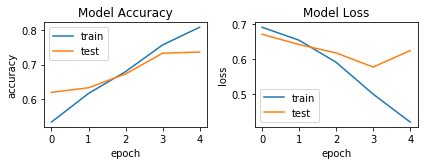 Model Accuracy
0.8
0.7
0.6
accuracy
train
test
0 1 2 3 4
epoch
Model Loss
0.7
0.6
0.5
loss
train
test
0 1 2 3 4
epoch